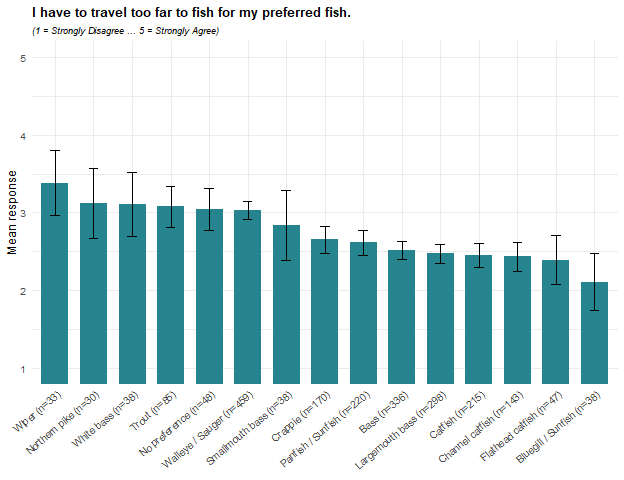 I have to travel too far to fish for my preferred fish.
(1 = Strongly Disagree ... 5 = Strongly Agree)
Mean response
5
4
3
2
1
Wiper (n=33)
Northern pike (n=30)
White bass (n=38)
Trout (n=85)
No preference (n=48)
Walleye / Sauger (n=459)
Smallmouth bass (n=38)
Crappie (n=170)
Panfish / Sunfish (n=220)
Bass (n=336)
Largemouth bass (n=298)
Catfish (n=215)
Channel catfish (n=143)
Flathead catfish (n=47)
Bluegill / Sunfish (n=38)